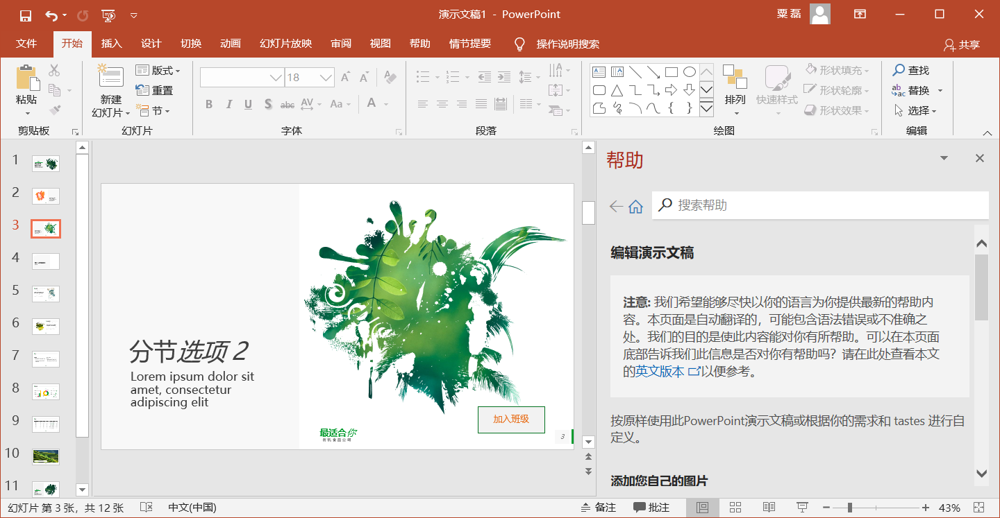 演示文稿1 - PowerPoint
粟 磊
文件 开始 插入 设计 切换 动画 幻灯片放映 审阅 视图 帮助 情节提要 操作说明搜索 共享
粘贴
剪贴板
新建
幻灯片
版式
重置
节
幻灯片
18
B I U S abc AV Aa A
字体
段落
排列
快速样式
形状填充
形状轮廓
形状效果
绘图
查找
替换
选择
编辑
1
2
3
4
5
6
7
8
9
10
11
分节选项 2
Lorem ipsum dolor sit
amet, consectetur
adipiscing elit
最适合你
有机食品公司
加入班级
3
帮助
搜索帮助
编辑演示文稿
注意: 我们希望能够尽快以你的语言为你提供最新的帮助内
容。本页面是自动翻译的，可能包含语法错误或不准确之
处。我们的目的是使此内容能对你有所帮助。可以在本页面
底部告诉我们此信息是否对你有帮助吗？请在此处查看本文
的英文版本 以便参考。
按原样使用此PowerPoint演示文稿或根据你的需求和 tastes 进行自
定义。
添加您自己的图片
幻灯片 第 3 张，共 12 张 中文(中国) 备注 批注 43%